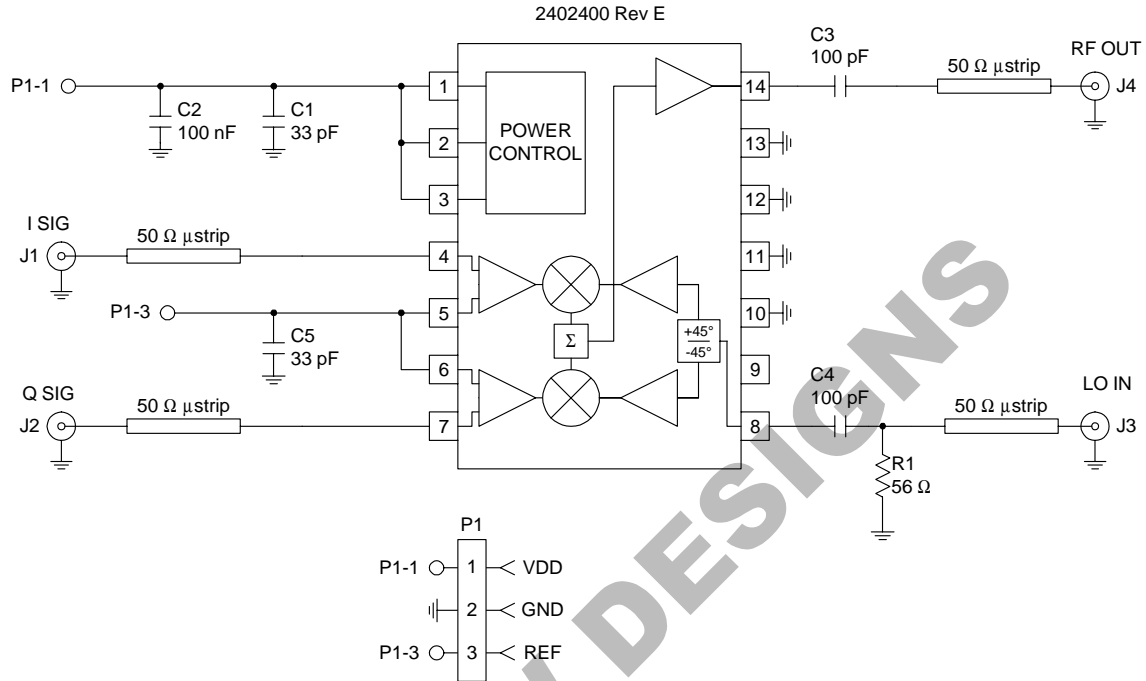 2402400 Rev E
P1-1
C2
100 nF
C1
33 pF
1
2
3
POWER
CONTROL
14
C3
100 pF
50 Ω µstrip
RF OUT
J4
13
12
11
10
9
8
I SIG
J1
50 Ω µstrip
4
P1-3
C5
33 pF
5
6
Σ
+45°
-45°
Q SIG
J2
50 Ω µstrip
7
C4
100 pF
50 Ω µstrip
LO IN
J3
R1
56 Ω
P1
P1-1
1
VDD
2
GND
P1-3
3
REF
DESIGNS